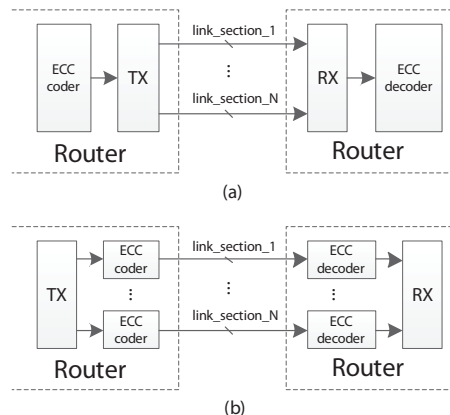 link_section_1
ECC
coder
TX
RX
ECC
decoder
link_section_N
Router
Router
(a)
link_section_1
ECC
coder
ECC
decoder
TX
RX
link_section_N
ECC
coder
ECC
decoder
Router
Router
(b)